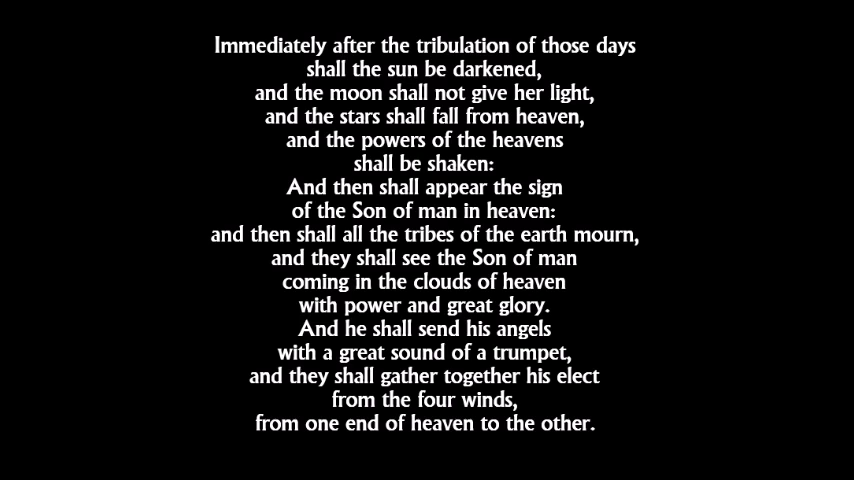 Immediately after the tribulation of those days
shall the sun be darkened,
and the moon shall not give her light,
and the stars shall fall from heaven,
and the powers of the heavens
shall be shaken:
And then shall appear the sign
of the Son of man in heaven:
and then shall all the tribes of the earth mourn,
and they shall see the Son of man
coming in the clouds of heaven
with power and great glory.
And he shall send his angels
with a great sound of a trumpet,
and they shall gather together his elect
from the four winds,
from one end of heaven to the other.